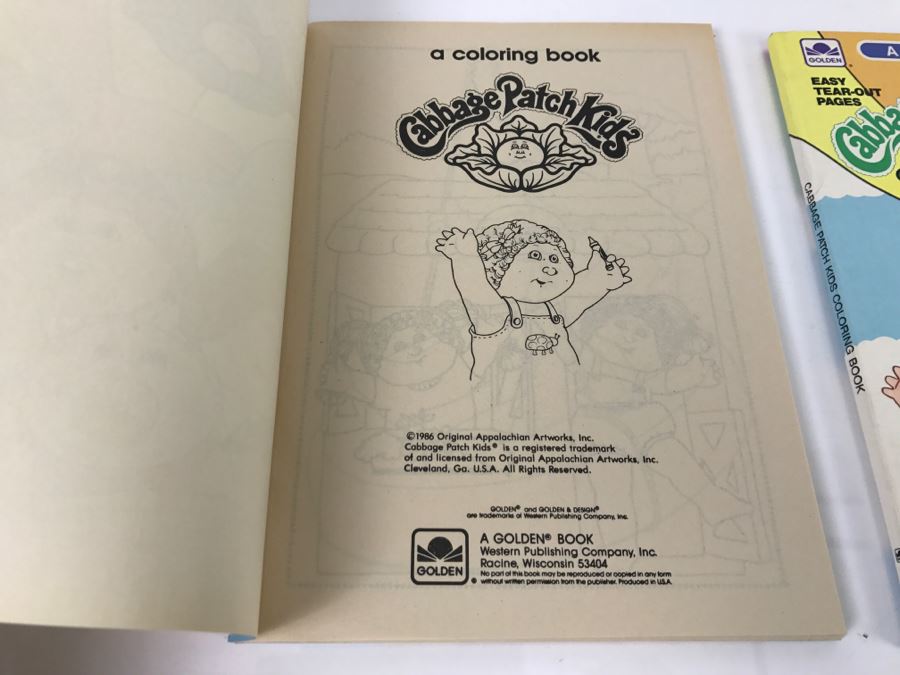 a coloring book
Cabbage Patch Kids®
©1986 Original Appalachian Artworks, Inc.
Cabbage Patch Kids® is a registered trademark
of and licensed from Original Appalachian Artworks, Inc.
Cleveland, Ga. U.S.A. All Rights Reserved.
GOLDEN® and GOLDEN & DESIGN®
are trademarks of Western Publishing Company, Inc.
GOLDEN®
A GOLDEN® BOOK
Western Publishing Company, Inc.
Racine, Wisconsin 53404
No part of this book may be reproduced or copied in any form
without written permission from the publisher. Produced in U.S.A.
GOLDEN®
A
EASY
TEAR-OUT
PAGES
Cabba
CABBAGE PATCH KIDS COLORING BOOK